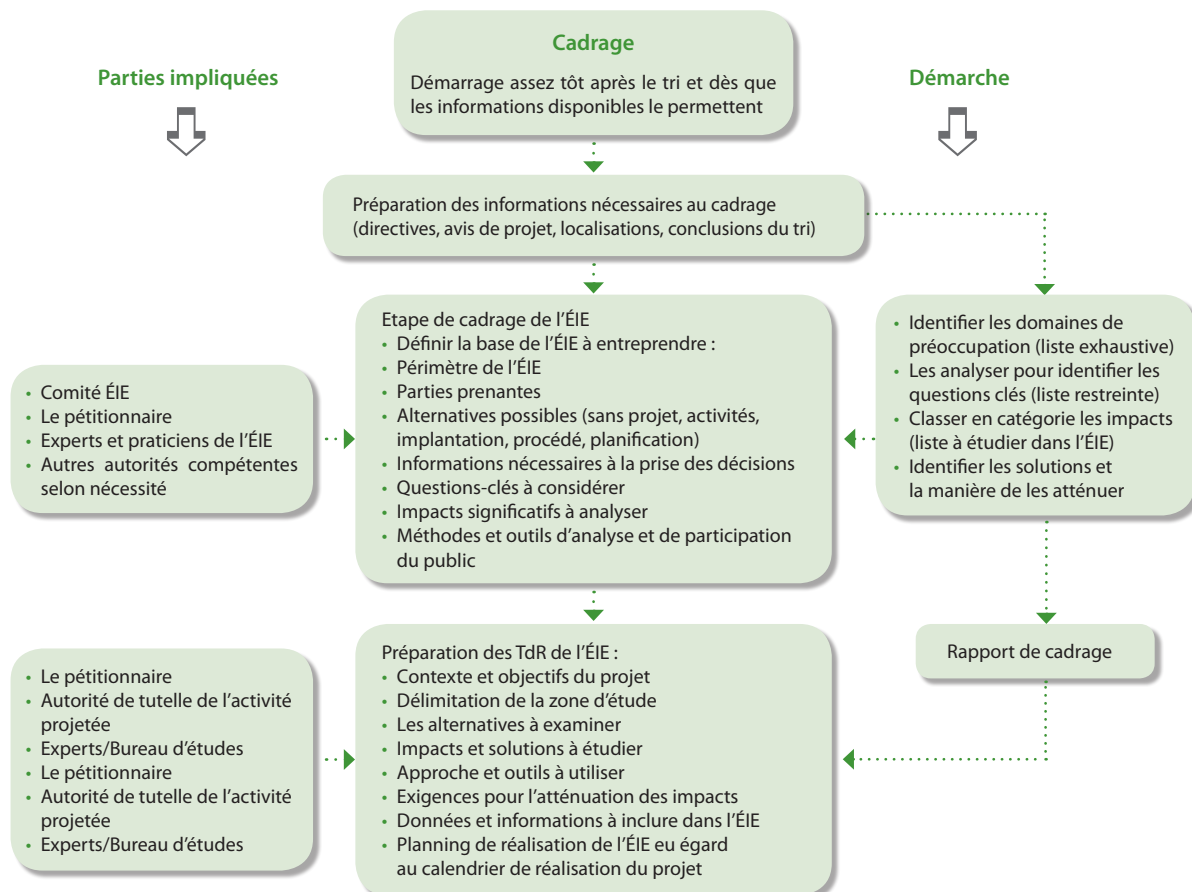 Cadrage
Démarrage assez tôt après le tri et dès que
les informations disponibles le permettent
Parties impliquées
Démarche
Préparation des informations nécessaires au cadrage
(directives, avis de projet, localisations, conclusions du tri)
• Comité ÉIE
• Le pétitionnaire
• Experts et praticiens de l’ÉIE
• Autres autorités compétentes
selon nécessité
Etape de cadrage de l’ÉIE
• Définir la base de l’ÉIE à entreprendre :
• Périmètre de l’ÉIE
• Parties prenantes
• Alternatives possibles (sans projet, activités,
implantation, procédé, planification)
• Informations nécessaires à la prise des décisions
• Questions-clés à considérer
• Impacts significatifs à analyser
• Méthodes et outils d’analyse et de participation
du public
• Identifier les domaines de
préoccupation (liste exhaustive)
• Les analyser pour identifier les
questions clés (liste restreinte)
• Classer en catégorie les impacts
(liste à étudier dans l’ÉIE)
• Identifier les solutions et
la manière de les atténuer
• Le pétitionnaire
• Autorité de tutelle de l’activité
projetée
• Experts/Bureau d’études
• Le pétitionnaire
• Autorité de tutelle de l’activité
projetée
• Experts/Bureau d’études
Préparation des TdR de l’ÉIE :
• Contexte et objectifs du projet
• Délimitation de la zone d’étude
• Les alternatives à examiner
• Impacts et solutions à étudier
• Approche et outils à utiliser
• Exigences pour l’atténuation des impacts
• Données et informations à inclure dans l’ÉIE
• Planning de réalisation de l’ÉIE eu égard
au calendrier de réalisation du projet
Rapport de cadrage